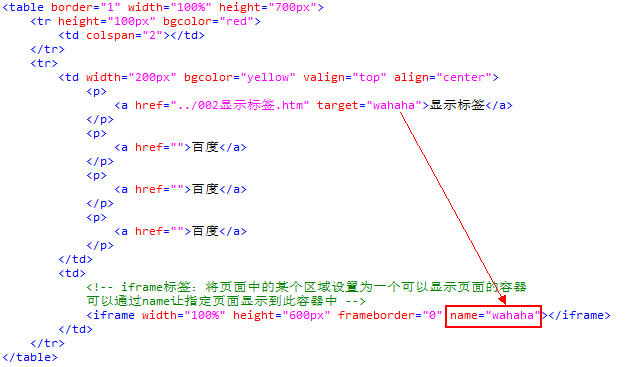 <table border="1" width="100%" height="700px">
<tr height="100px" bgcolor="red">
<td colspan="2"></td>
</tr>
<tr>
<td width="200px" bgcolor="yellow" valign="top" align="center">
<p>
<a href="../002显示标签.htm" target="wahaha">显示标签</a>
</p>
<p>
<a href="">百度</a>
</p>
<p>
<a href="">百度</a>
</p>
<p>
<a href="">百度</a>
</p>
</td>
<td>
<!-- iframe标签：将页面中的某个区域设置为一个可以显示页面的容器
可以通过name让指定页面显示到此容器中 -->
<iframe width="100%" height="600px" frameborder="0" name="wahaha"></iframe>
</td>
</tr>
</table>